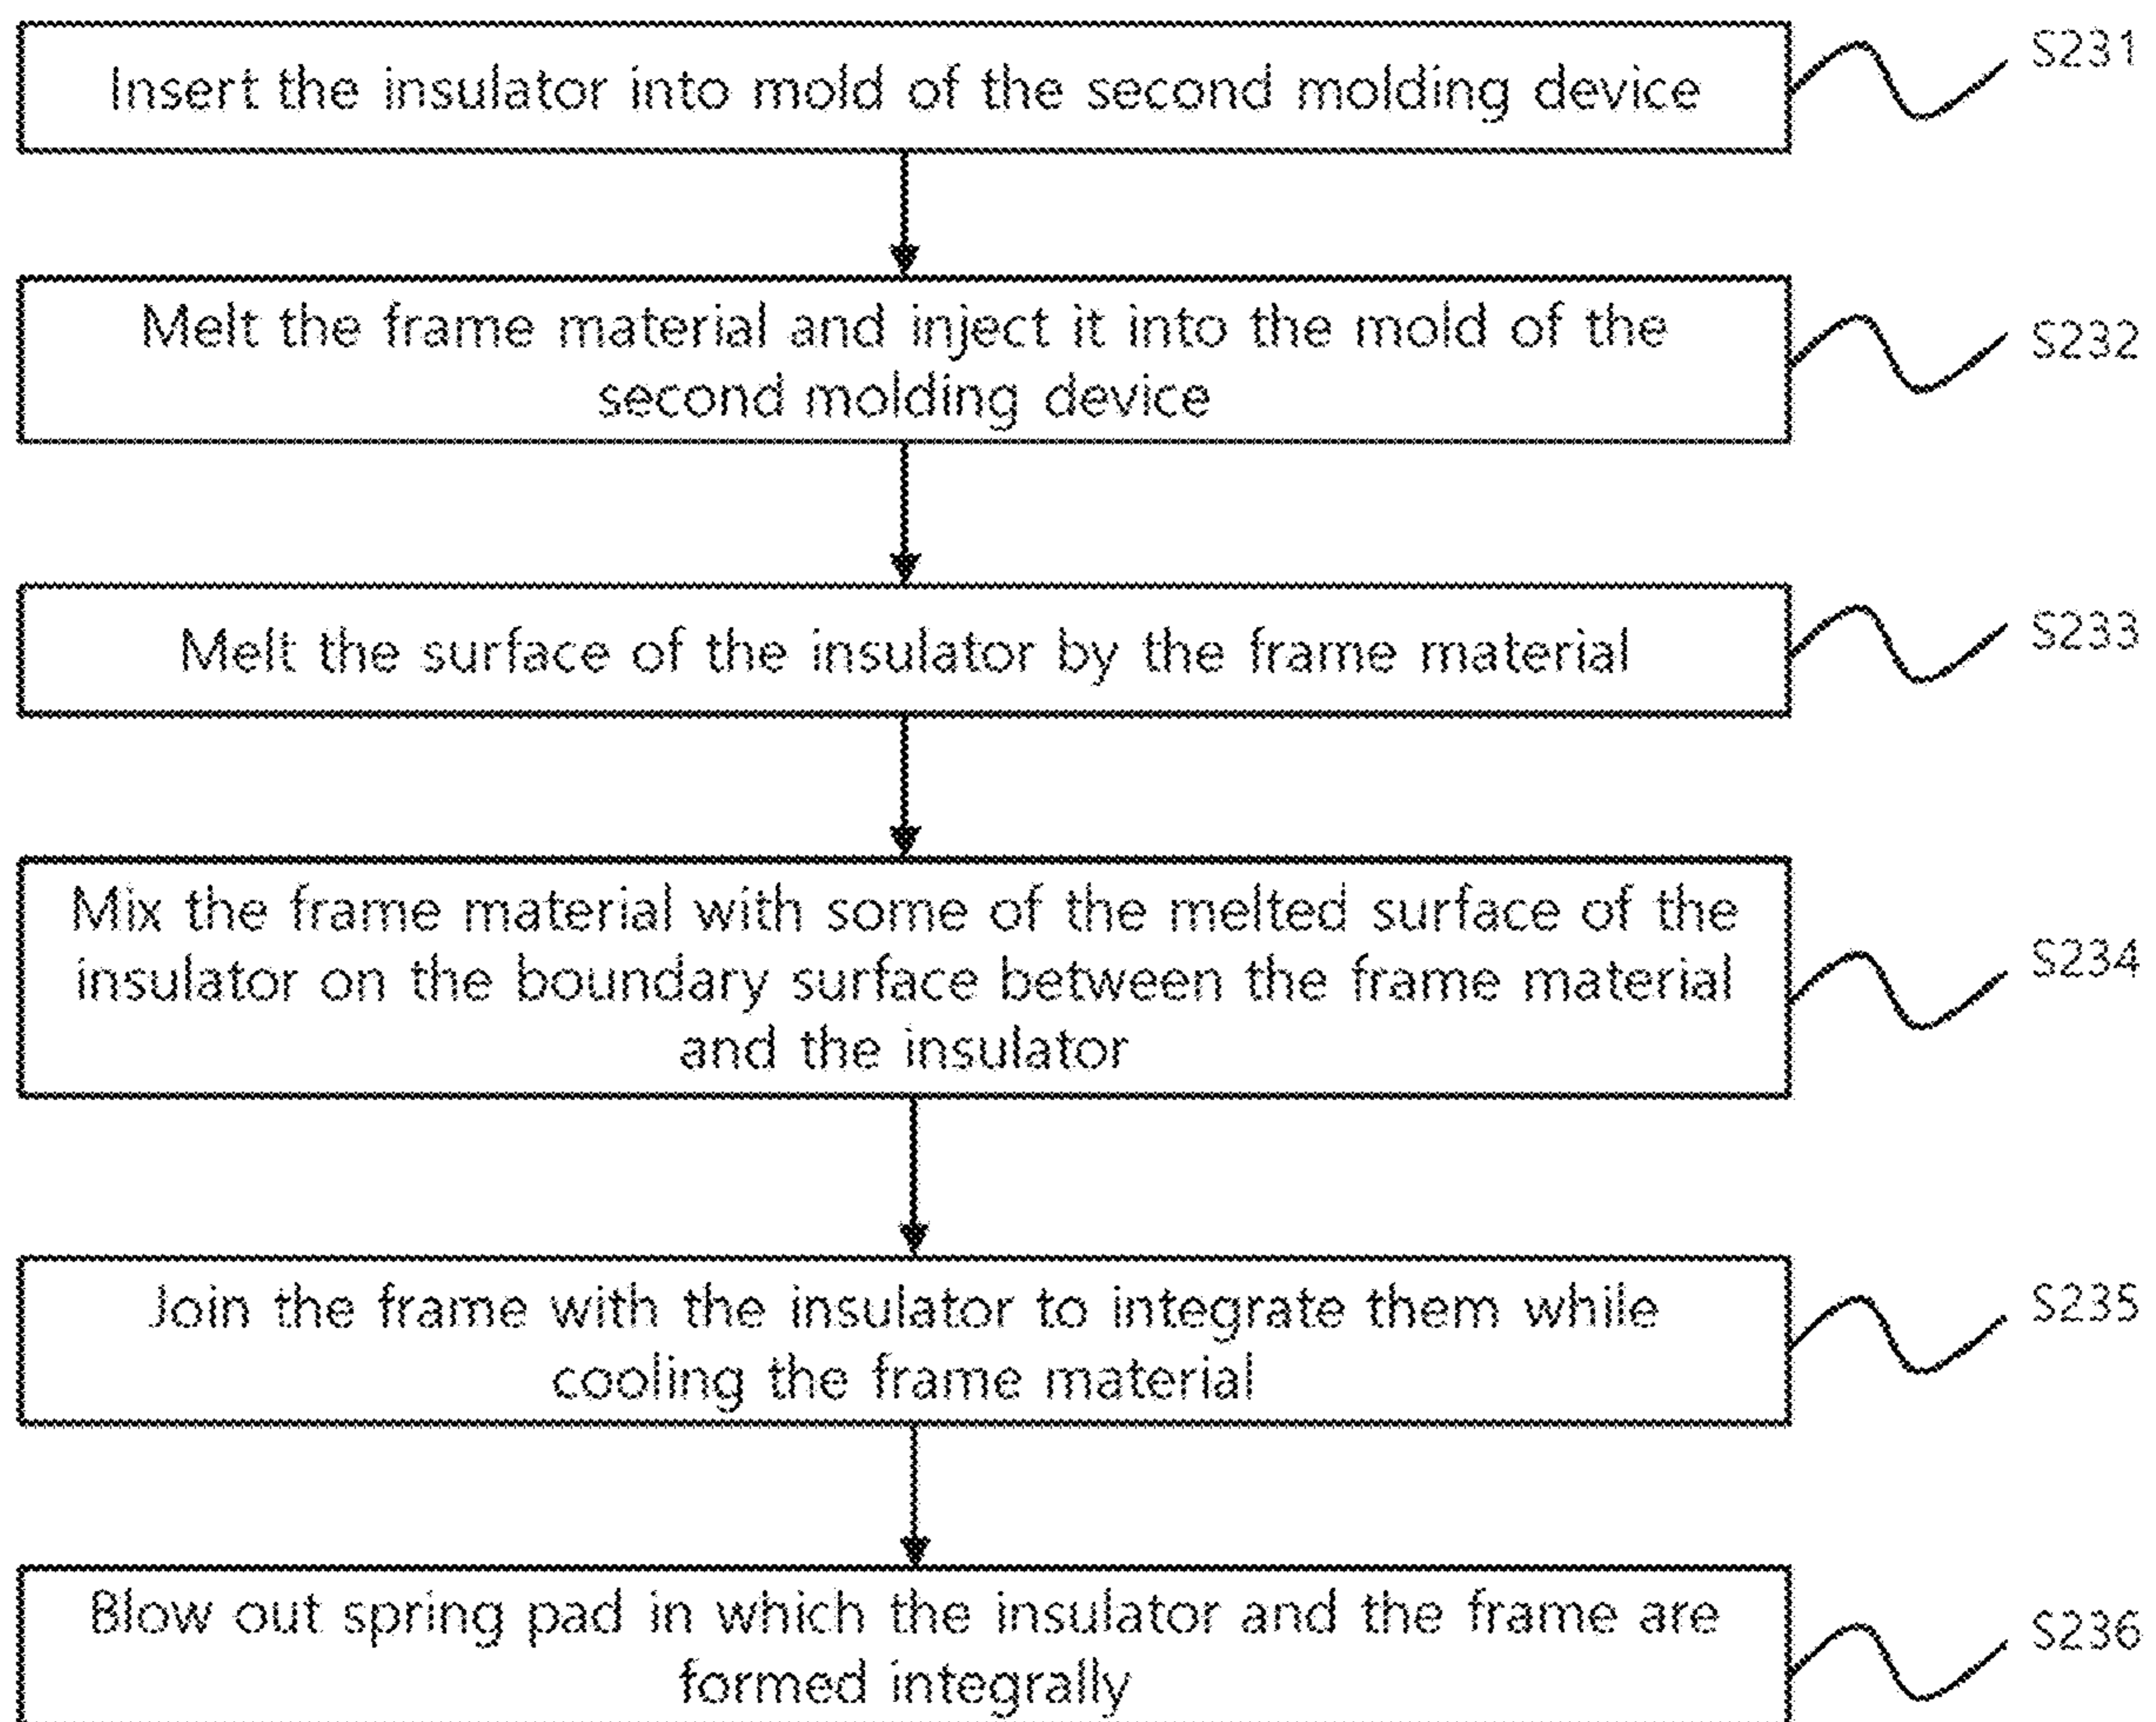 Insert the insulator into mold of the second molding device
S231
Melt the frame material and inject it into the mold of the
second molding device
S232
Melt the surface of the insulator by the frame material
S233
Mix the frame material with some of the melted surface of the
insulator on the boundary surface between the frame material
and the insulator
S234
Join the frame with the insulator to integrate them while
cooling the frame material
S235
Blow out spring pad in which the insulator and the frame are
formed integrally
S236